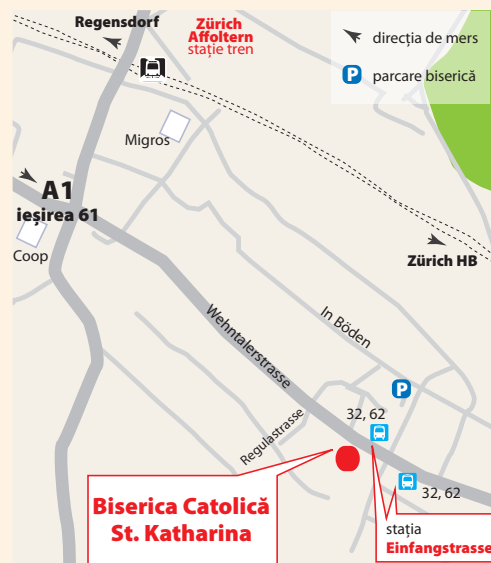 Regensdorf
Zürich
Affoltern
stație tren
direcția de mers
P parcare biserică
Migros
A1
ieșirea 61
Coop
Zürich HB
In Böden
Wehntalerstrasse
P
Regulastrasse
32, 62
32, 62
Biserica Catolică
St. Katharina
stația
Einfangstrasse